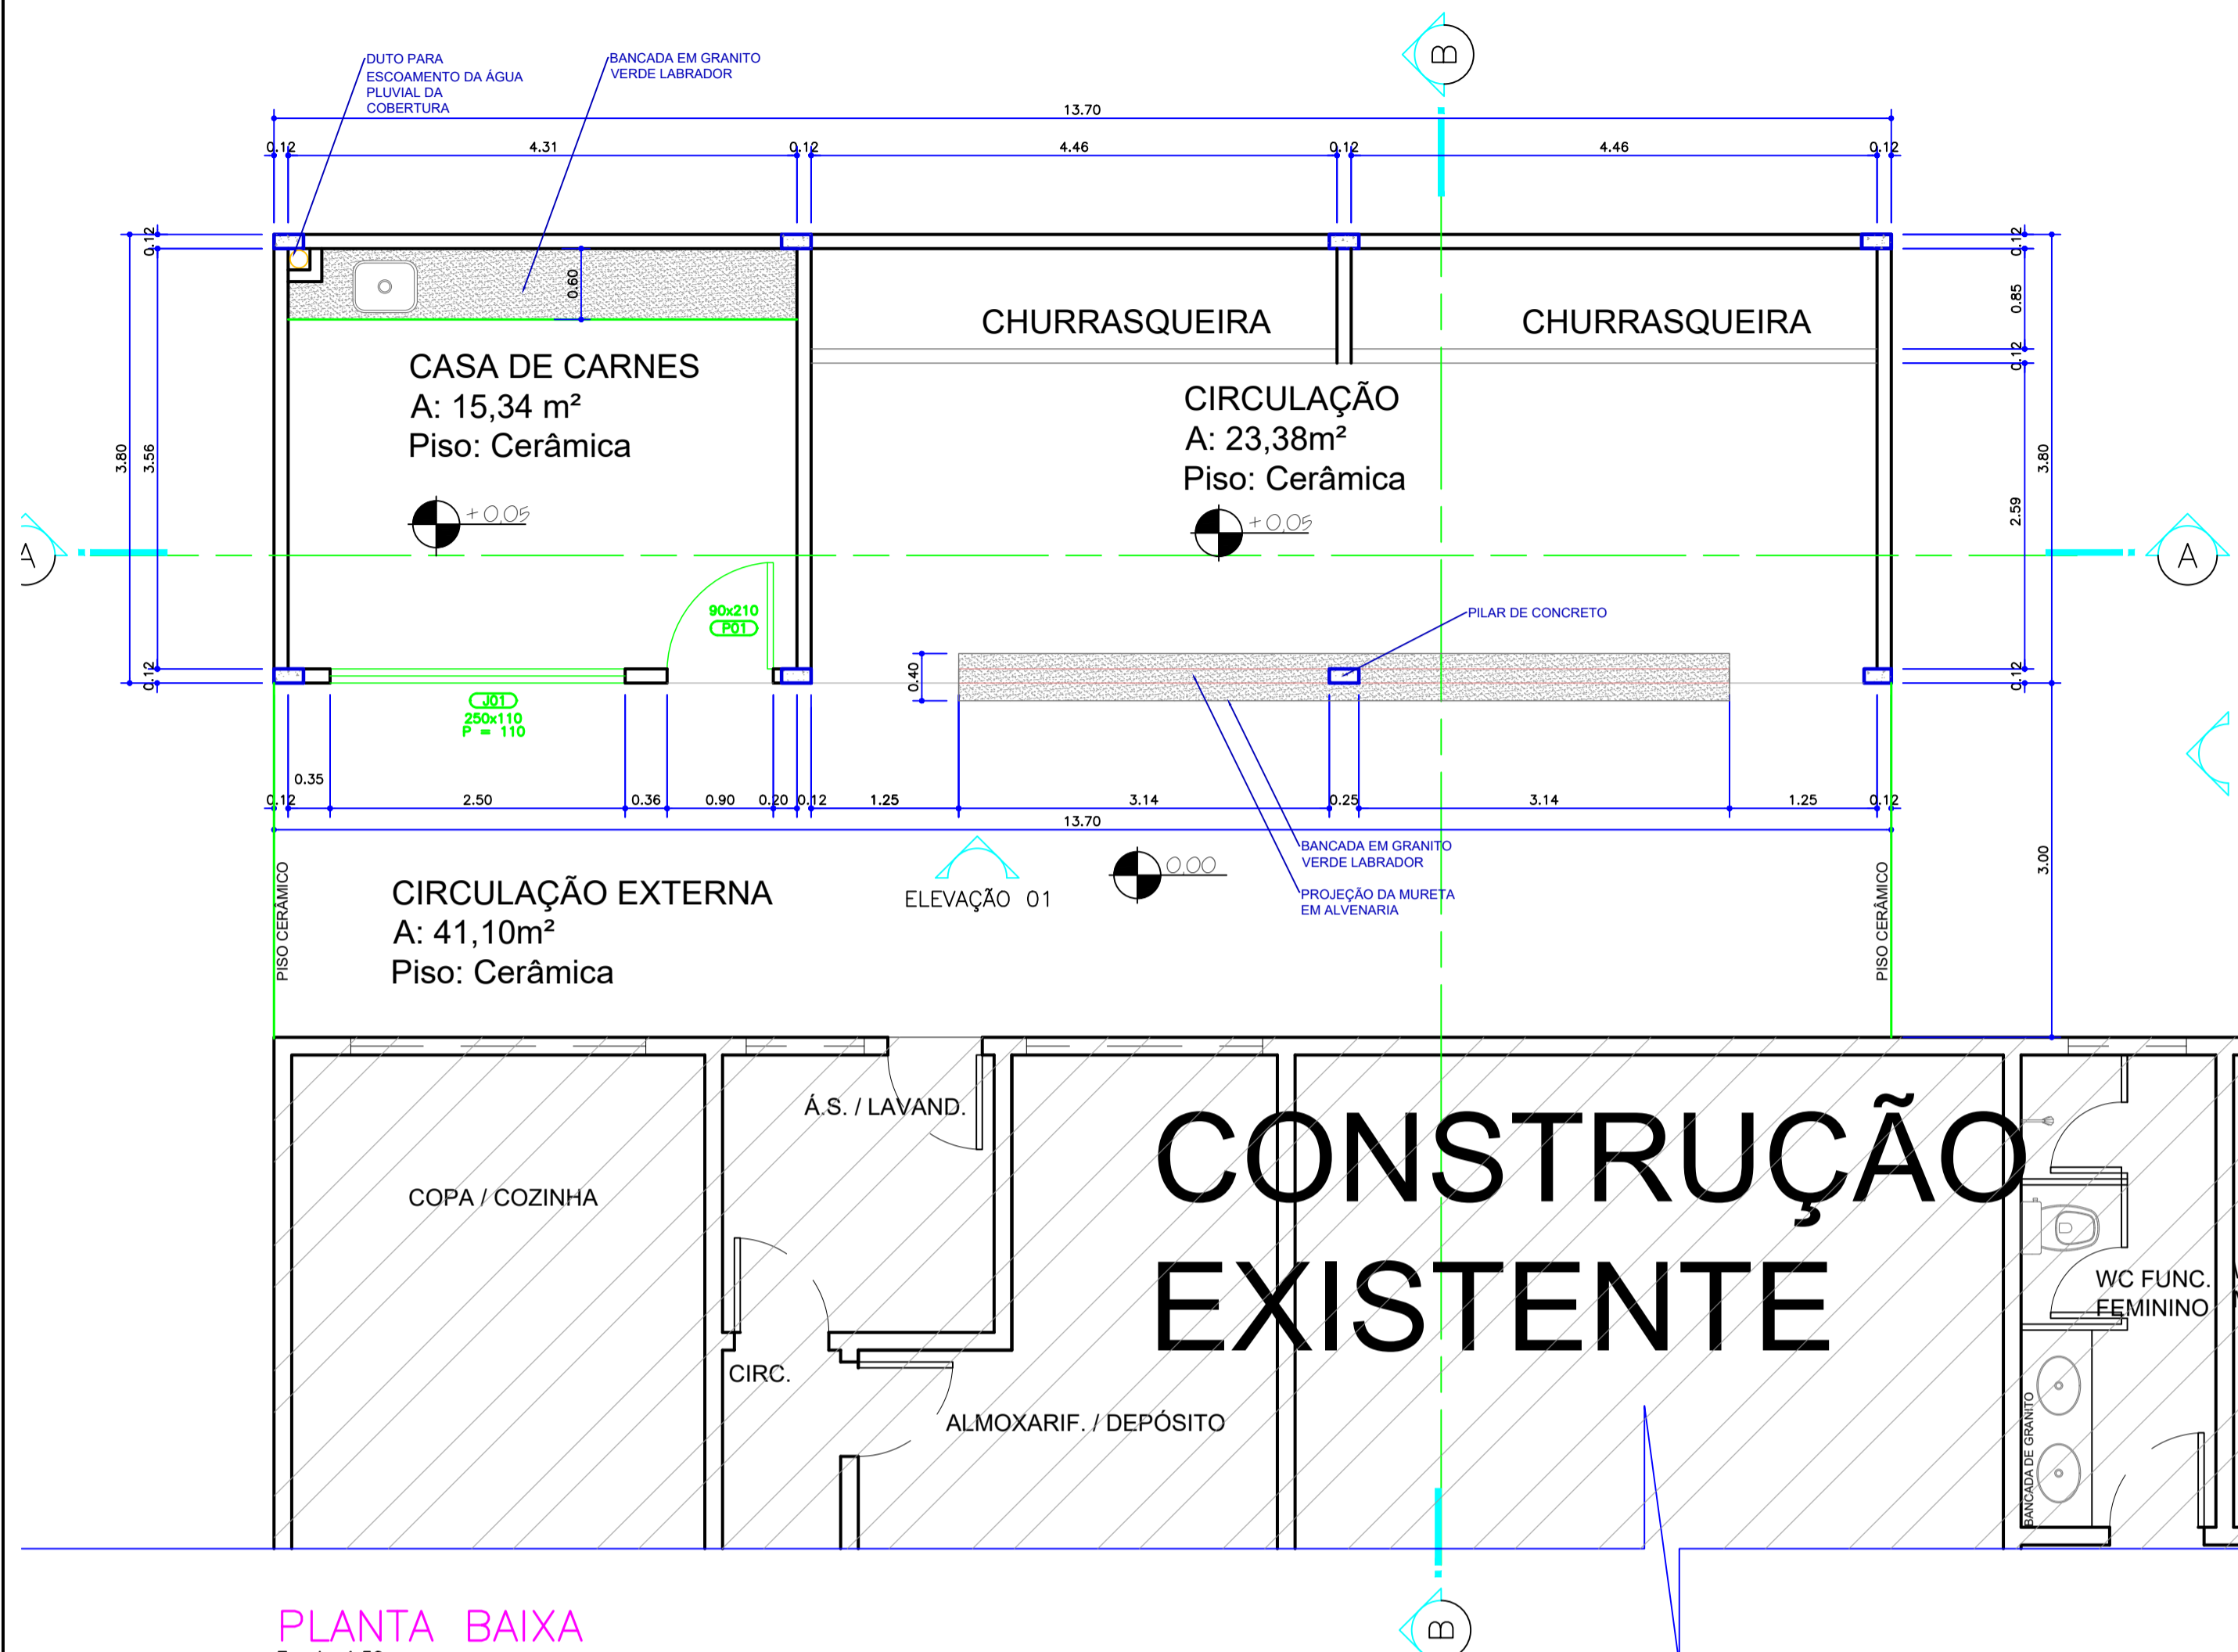 DUTO PARA
ESCOAMENTO DA ÁGUA
PLUVIAL DA
COBERTURA
BANCADA EM GRANITO
VERDE LABRADOR
B
13.70
0.12
4.31
0.12
4.46
0.12
4.46
0.12
0.12
3.80
3.56
0.12
0.60
CHURRASQUEIRA
CHURRASQUEIRA
0.12
0.85
0.12
3.80
2.59
0.12
CASA DE CARNES
A: 15,34 m²
Piso: Cerâmica
+0,05
CIRCULAÇÃO
A: 23,38m²
Piso: Cerâmica
+0,05
A
A
90x210
P01
PILAR DE CONCRETO
0.40
J01
250x110
P = 110
0.35
0.12
2.50
0.36
0.90
0.20
0.12
1.25
3.14
0.25
3.14
1.25
0.12
13.70
BANCADA EM GRANITO
VERDE LABRADOR
PROJEÇÃO DA MURETA
EM ALVENARIA
3.00
PISO CERÂMICO
CIRCULAÇÃO EXTERNA
A: 41,10m²
Piso: Cerâmica
ELEVAÇÃO 01
0,00
PISO CERÂMICO
Á.S. / LAVAND.
COPA / COZINHA
CONSTRUÇÃO
EXISTENTE
WC FUNC.
FEMININO
CIRC.
ALMOXARIF. / DEPÓSITO
BANCADA DE GRANITO
PLANTA BAIXA
B